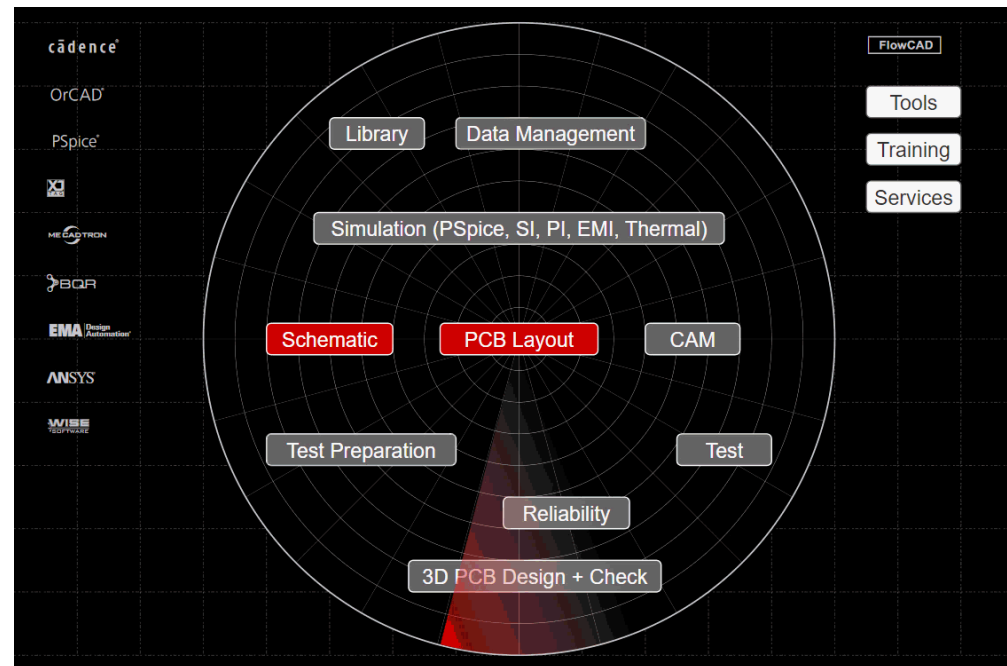 cādence®
OrCAD®
PSpice®
XJTAG
MECADTRON
BQR
EMA Design Automation®
ANSYS®
WISE SOFTWARE
Library
Data Management
Simulation (PSpice, SI, PI, EMI, Thermal)
Schematic
PCB Layout
CAM
Test Preparation
Test
Reliability
3D PCB Design + Check
FlowCAD
Tools
Training
Services